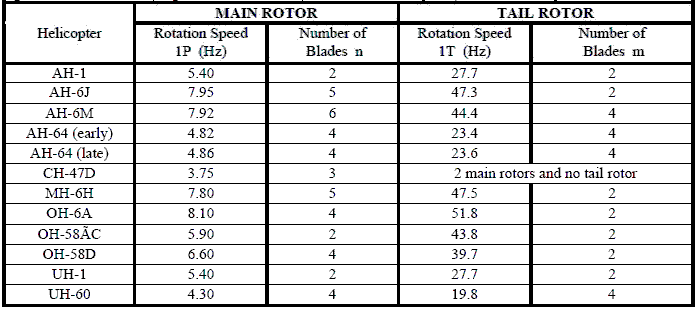 Helicopter MAIN ROTOR TAIL ROTOR
Rotation Speed 1P (Hz) Number of Blades n Rotation Speed 1T (Hz) Number of Blades m
AH-1 5.40 2 27.7 2
AH-6J 7.95 5 47.3 2
AH-6M 7.92 6 44.4 4
AH-64 (early) 4.82 4 23.4 4
AH-64 (late) 4.86 4 23.6 4
CH-47D 3.75 3 2 main rotors and no tail rotor
MH-6H 7.80 5 47.5 2
OH-6A 8.10 4 51.8 2
OH-58ÃC 5.90 2 43.8 2
OH-58D 6.60 4 39.7 2
UH-1 5.40 2 27.7 2
UH-60 4.30 4 19.8 4